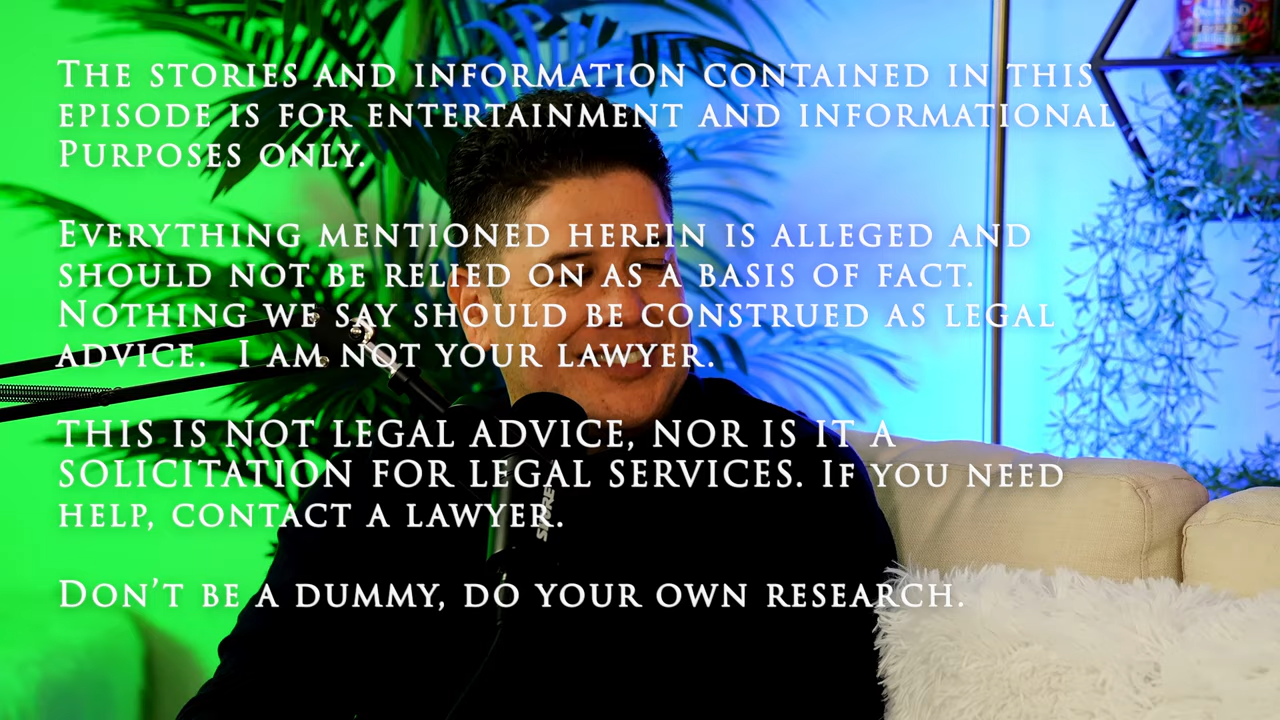 The stories and information contained in this
episode is for entertainment and informational
Purposes only.
Everything mentioned herein is alleged and
should not be relied on as a basis of fact.
Nothing we say should be construed as legal
advice.  I am not your lawyer.
THIS IS NOT LEGAL ADVICE, NOR IS IT A
SOLICITATION FOR LEGAL SERVICES. If you need
help, contact a lawyer.
Don't be a dummy, do your own research.
SHURE